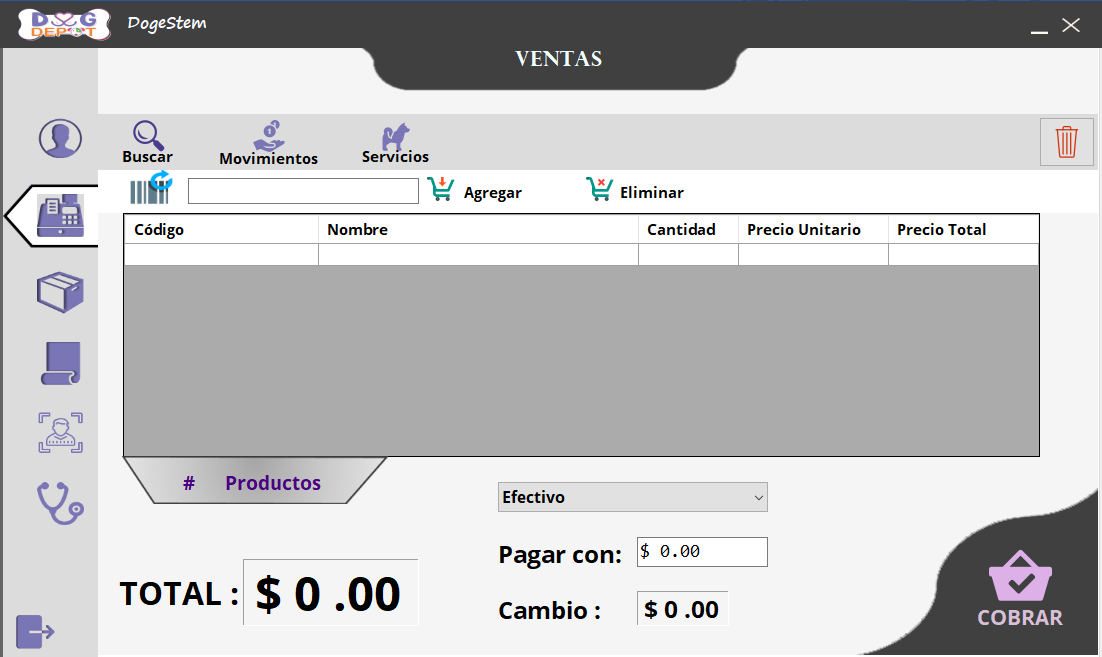 DOG
DEPOT
DogeStem
VENTAS
Buscar
Movimientos
Servicios
Agregar
Eliminar
Código Nombre Cantidad Precio Unitario Precio Total
# Productos
Efectivo
Pagar con: $ 0.00
TOTAL : $ 0 .00
Cambio : $ 0 .00
COBRAR